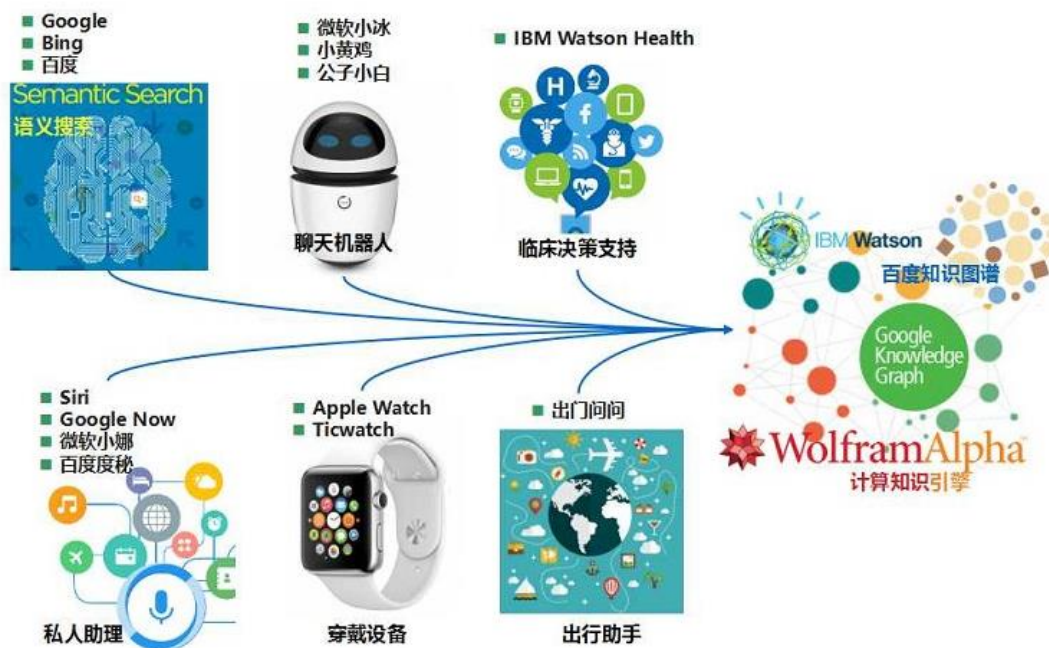 Google
Bing
百度
Semantic Search
语义搜索
微软小冰
小黄鸡
公子小白
聊天机器人
IBM Watson Health
H
临床决策支持
IBM Watson
百度知识图谱
Google
Knowledge
Graph
WolframAlpha
计算知识引擎
Siri
Google Now
微软小娜
百度度秘
私人助理
Apple Watch
Ticwatch
穿戴设备
出门问问
出行助手